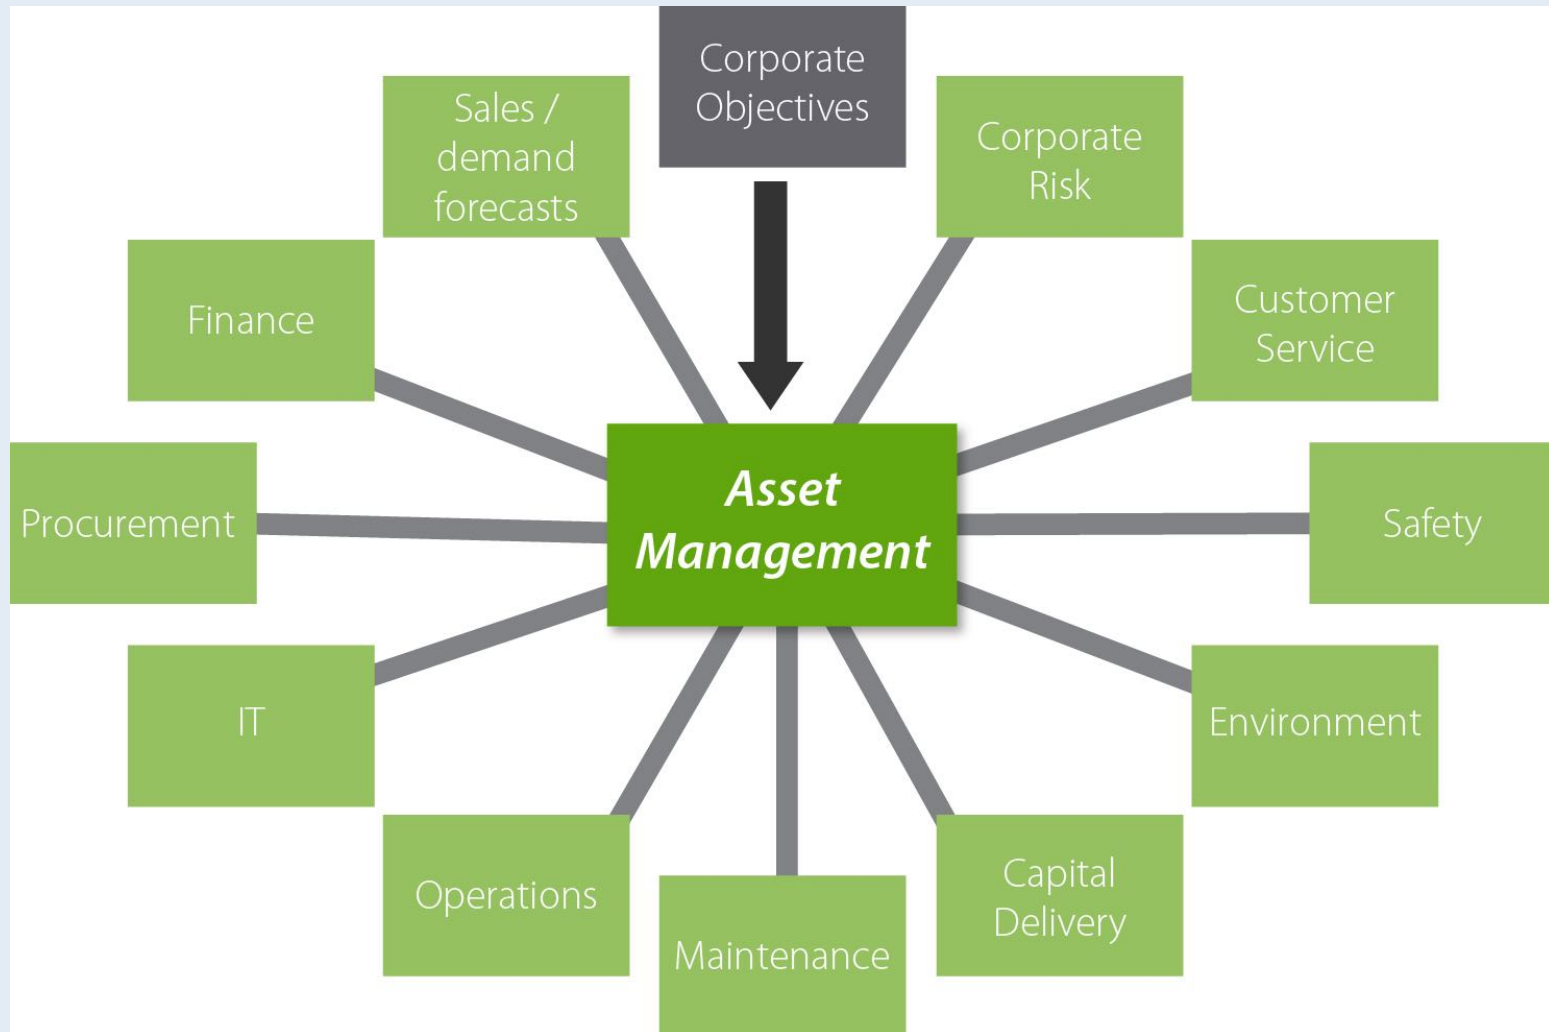 Corporate
Objectives
Sales /
demand
forecasts
Corporate
Risk
Finance
Customer
Service
Procurement
Asset
Management
Safety
IT
Environment
Operations
Capital
Delivery
Maintenance